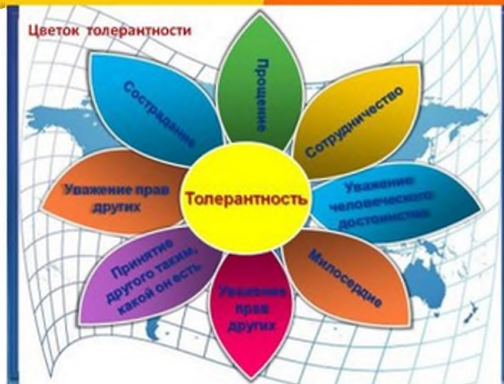 Цветок толерантности
Прощение
Сотрудничество
Уважение
человеческого
достоинства
Милосердие
Уважение
прав
других
Принятие
другого таким,
какой он есть
Уважение прав
других
Сострадание
Толерантность